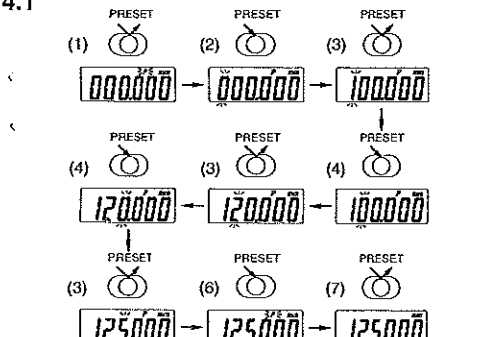 4.1
PRESET PRESET PRESET
(1) (2) (3)
000.000 000.000 100.000
PRESET PRESET PRESET
(4) (3) (4)
120.000 120.000 100.000
PRESET PRESET PRESET
(3) (6) (7)
125.000 125.000 125.000